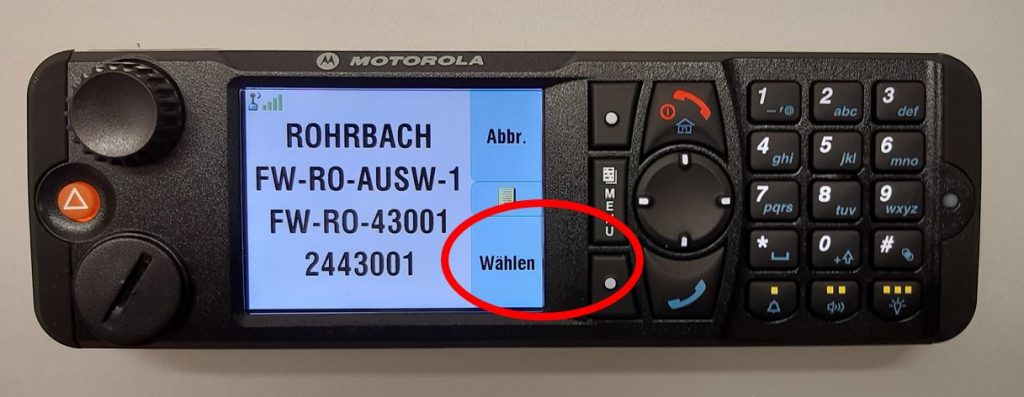 MOTOROLA
ROHRBACH
FW-RO-AUSW-1
FW-RO-43001
2443001
Abbr.
Wählen
MENU
1 _ ' @
2 abc
3 def
4 ghi
5 jkl
6 mno
7 pqrs
8 tuv
9 wxyz
*
0 +
#